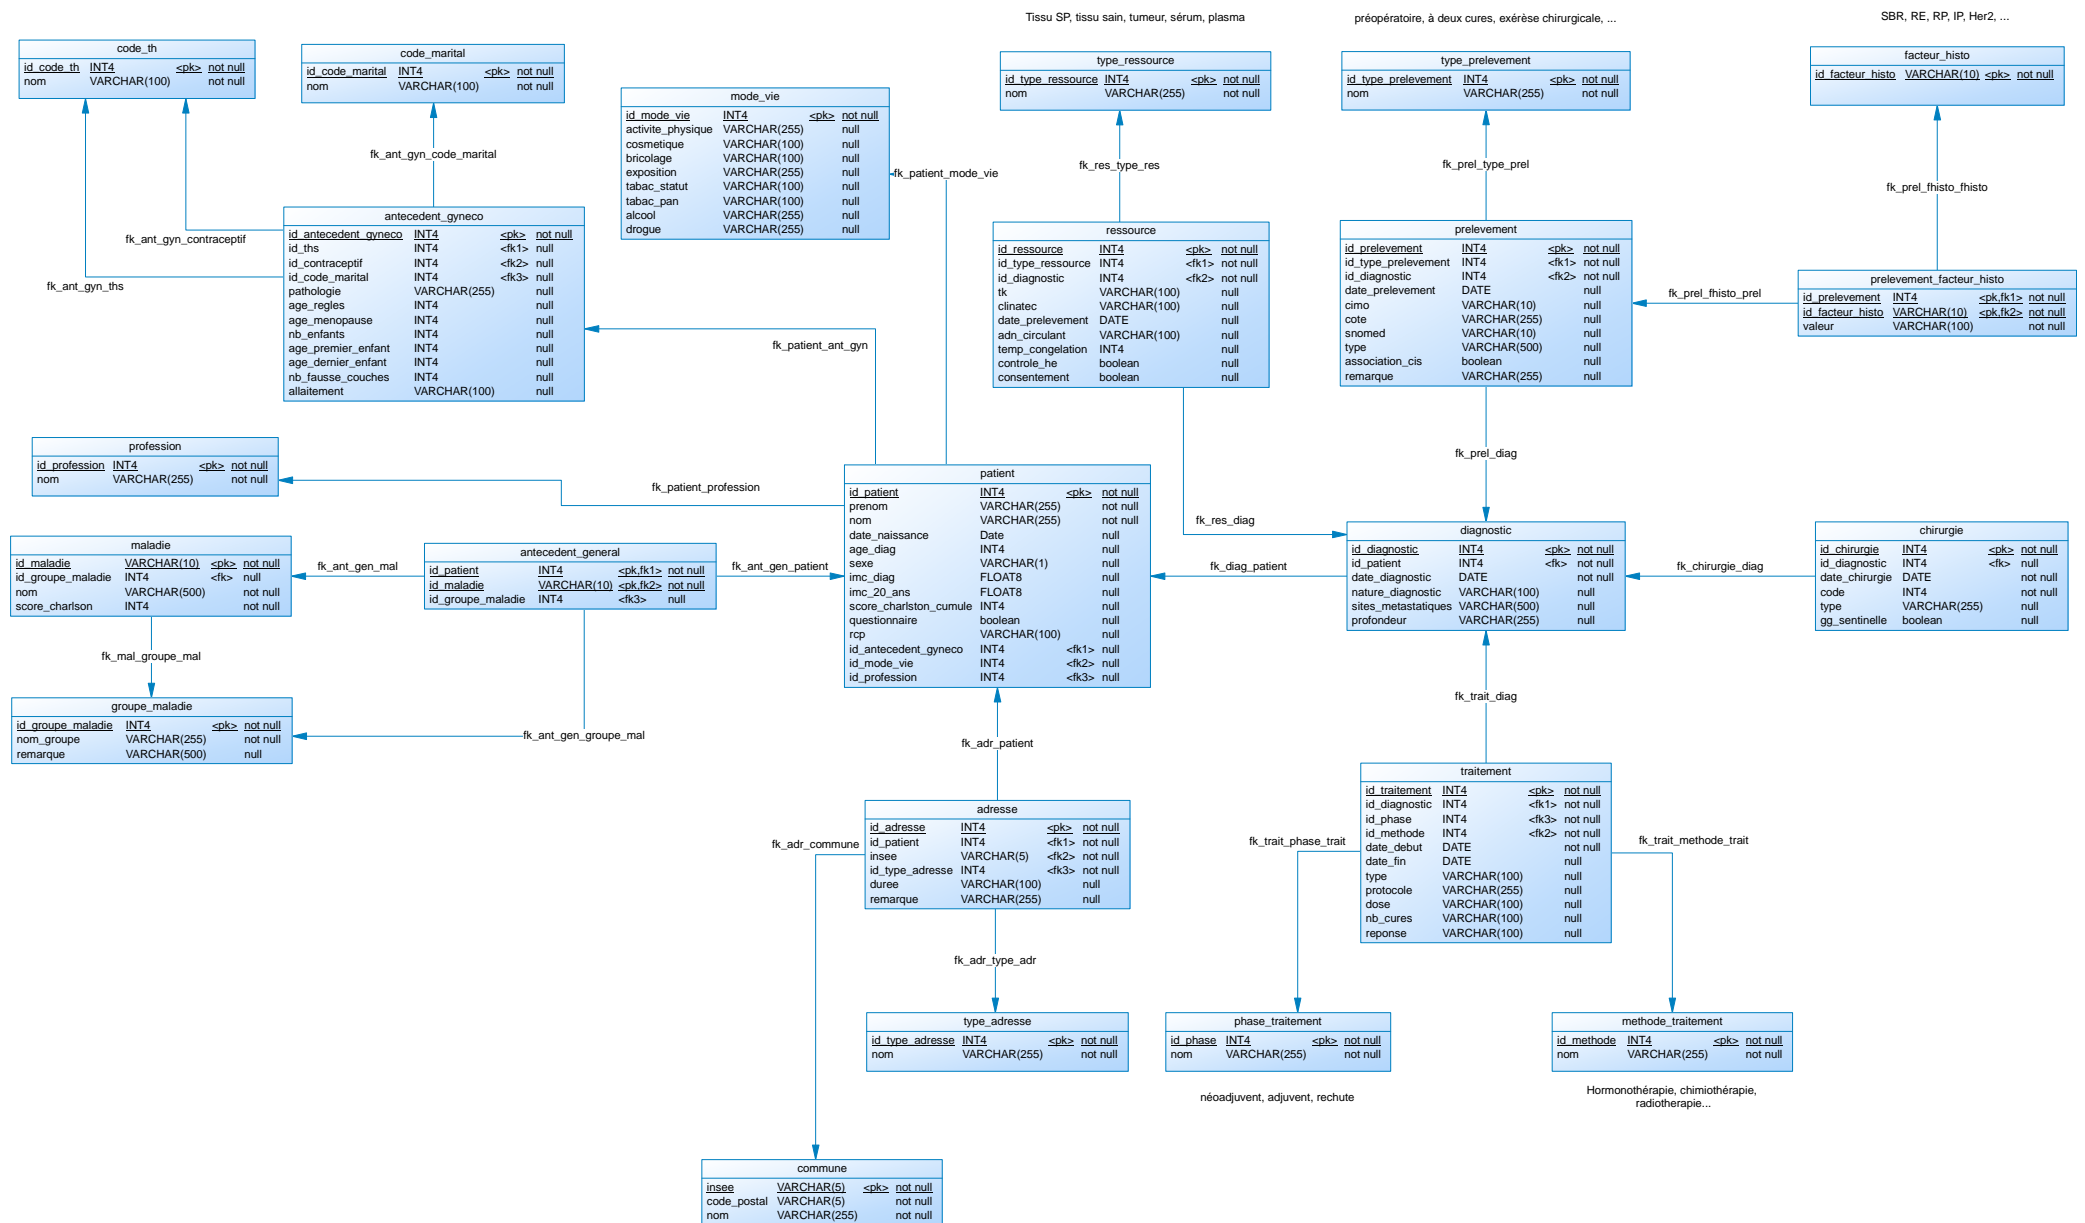 Tissu SP, tissu sain, tumeur, sérum, plasma
préopératoire, à deux cures, exérèse chirurgicale, ...
SBR, RE, RP, IP, Her2, ...
code_th
id_code_th INT4 <pk> not null
nom VARCHAR(100) not null
code_marital
id_code_marital INT4 <pk> not null
nom VARCHAR(100) not null
mode_vie
id_mode_vie INT4 <pk> not null
activite_physique VARCHAR(255) null
cosmetique VARCHAR(100) null
bricolage VARCHAR(100) null
exposition VARCHAR(255) null
tabac_statut VARCHAR(100) null
tabac_pan VARCHAR(100) null
alcool VARCHAR(255) null
drogue VARCHAR(255) null
type_ressource
id_type_ressource INT4 <pk> not null
nom VARCHAR(255) not null
type_prelevement
id_type_prelevement INT4 <pk> not null
nom VARCHAR(255) not null
facteur_histo
id_facteur_histo VARCHAR(10) <pk> not null
fk_ant_gyn_code_marital
fk_patient_mode_vie
fk_res_type_res
fk_prel_type_prel
fk_prel_fhisto_fhisto
fk_ant_gyn_contraceptif
fk_ant_gyn_ths
antecedent_gyneco
id_antecedent_gyneco INT4 <pk> not null
id_ths INT4 <fk1> null
id_contraceptif INT4 <fk2> null
id_code_marital INT4 <fk3> null
pathologie VARCHAR(255) null
age_regles INT4 null
age_menopause INT4 null
nb_enfants INT4 null
age_premier_enfant INT4 null
age_dernier_enfant INT4 null
nb_fausse_couches INT4 null
allaitement VARCHAR(100) null
fk_patient_ant_gyn
ressource
id_ressource INT4 <pk> not null
id_type_ressource INT4 <fk1> not null
id_diagnostic INT4 <fk2> not null
tk VARCHAR(100) null
clinatec VARCHAR(100) null
date_prelevement DATE null
adn_circulant VARCHAR(100) null
temp_congelation INT4 null
controle_he boolean null
consentement boolean null
prelevement
id_prelevement INT4 <pk> not null
id_type_prelevement INT4 <fk1> not null
id_diagnostic INT4 <fk2> not null
date_prelevement DATE null
cimo VARCHAR(10) null
cote VARCHAR(255) null
snomed VARCHAR(10) null
type VARCHAR(500) null
association_cis boolean null
remarque VARCHAR(255) null
fk_prel_fhisto_prel
prelevement_facteur_histo
id_prelevement INT4 <pk,fk1> not null
id_facteur_histo VARCHAR(10) <pk,fk2> not null
valeur VARCHAR(100) not null
profession
id_profession INT4 <pk> not null
nom VARCHAR(255) not null
fk_patient_profession
fk_prel_diag
fk_res_diag
patient
id_patient INT4 <pk> not null
prenom VARCHAR(255) not null
nom VARCHAR(255) not null
date_naissance Date null
age_diag INT4 null
sexe VARCHAR(1) null
imc_diag FLOAT8 null
imc_20_ans FLOAT8 null
score_charlston_cumule INT4 null
questionnaire boolean null
rcp VARCHAR(100) null
id_antecedent_gyneco INT4 <fk1> null
id_mode_vie INT4 <fk2> null
id_profession INT4 <fk3> null
maladie
id_maladie VARCHAR(10) <pk> not null
id_groupe_maladie INT4 <fk> null
nom VARCHAR(500) not null
score_charlson INT4 not null
fk_ant_gen_mal
antecedent_general
id_patient INT4 <pk,fk1> not null
id_maladie VARCHAR(10) <pk,fk2> not null
id_groupe_maladie INT4 <fk3> null
fk_ant_gen_patient
fk_diag_patient
diagnostic
id_diagnostic INT4 <pk> not null
id_patient INT4 <fk> not null
date_diagnostic DATE not null
nature_diagnostic VARCHAR(100) null
sites_metastatiques VARCHAR(500) null
profondeur VARCHAR(255) null
fk_chirurgie_diag
chirurgie
id_chirurgie INT4 <pk> not null
id_diagnostic INT4 <fk> null
date_chirurgie DATE not null
code INT4 not null
type VARCHAR(255) null
gg_sentinelle boolean null
fk_mal_groupe_mal
groupe_maladie
id_groupe_maladie INT4 <pk> not null
nom_groupe VARCHAR(255) not null
remarque VARCHAR(500) null
fk_ant_gen_groupe_mal
fk_adr_patient
fk_trait_diag
adresse
id_adresse INT4 <pk> not null
id_patient INT4 <fk1> not null
insee VARCHAR(5) <fk2> not null
id_type_adresse INT4 <fk3> not null
duree VARCHAR(100) null
remarque VARCHAR(255) null
fk_adr_commune
fk_adr_type_adr
traitement
id_traitement INT4 <pk> not null
id_diagnostic INT4 <fk1> not null
id_phase INT4 <fk3> not null
id_methode INT4 <fk2> not null
date_debut DATE not null
date_fin DATE null
type VARCHAR(100) null
protocole VARCHAR(255) null
dose VARCHAR(100) null
nb_cures VARCHAR(100) null
reponse VARCHAR(100) null
fk_trait_phase_trait
fk_trait_methode_trait
type_adresse
id_type_adresse INT4 <pk> not null
nom VARCHAR(255) not null
phase_traitement
id_phase INT4 <pk> not null
nom VARCHAR(255) not null
methode_traitement
id_methode INT4 <pk> not null
nom VARCHAR(255) not null
néoadjuvent, adjuvent, rechute
Hormonothérapie, chimiothérapie,
radiotherapie...
commune
insee VARCHAR(5) <pk> not null
code_postal VARCHAR(5) not null
nom VARCHAR(255) not null